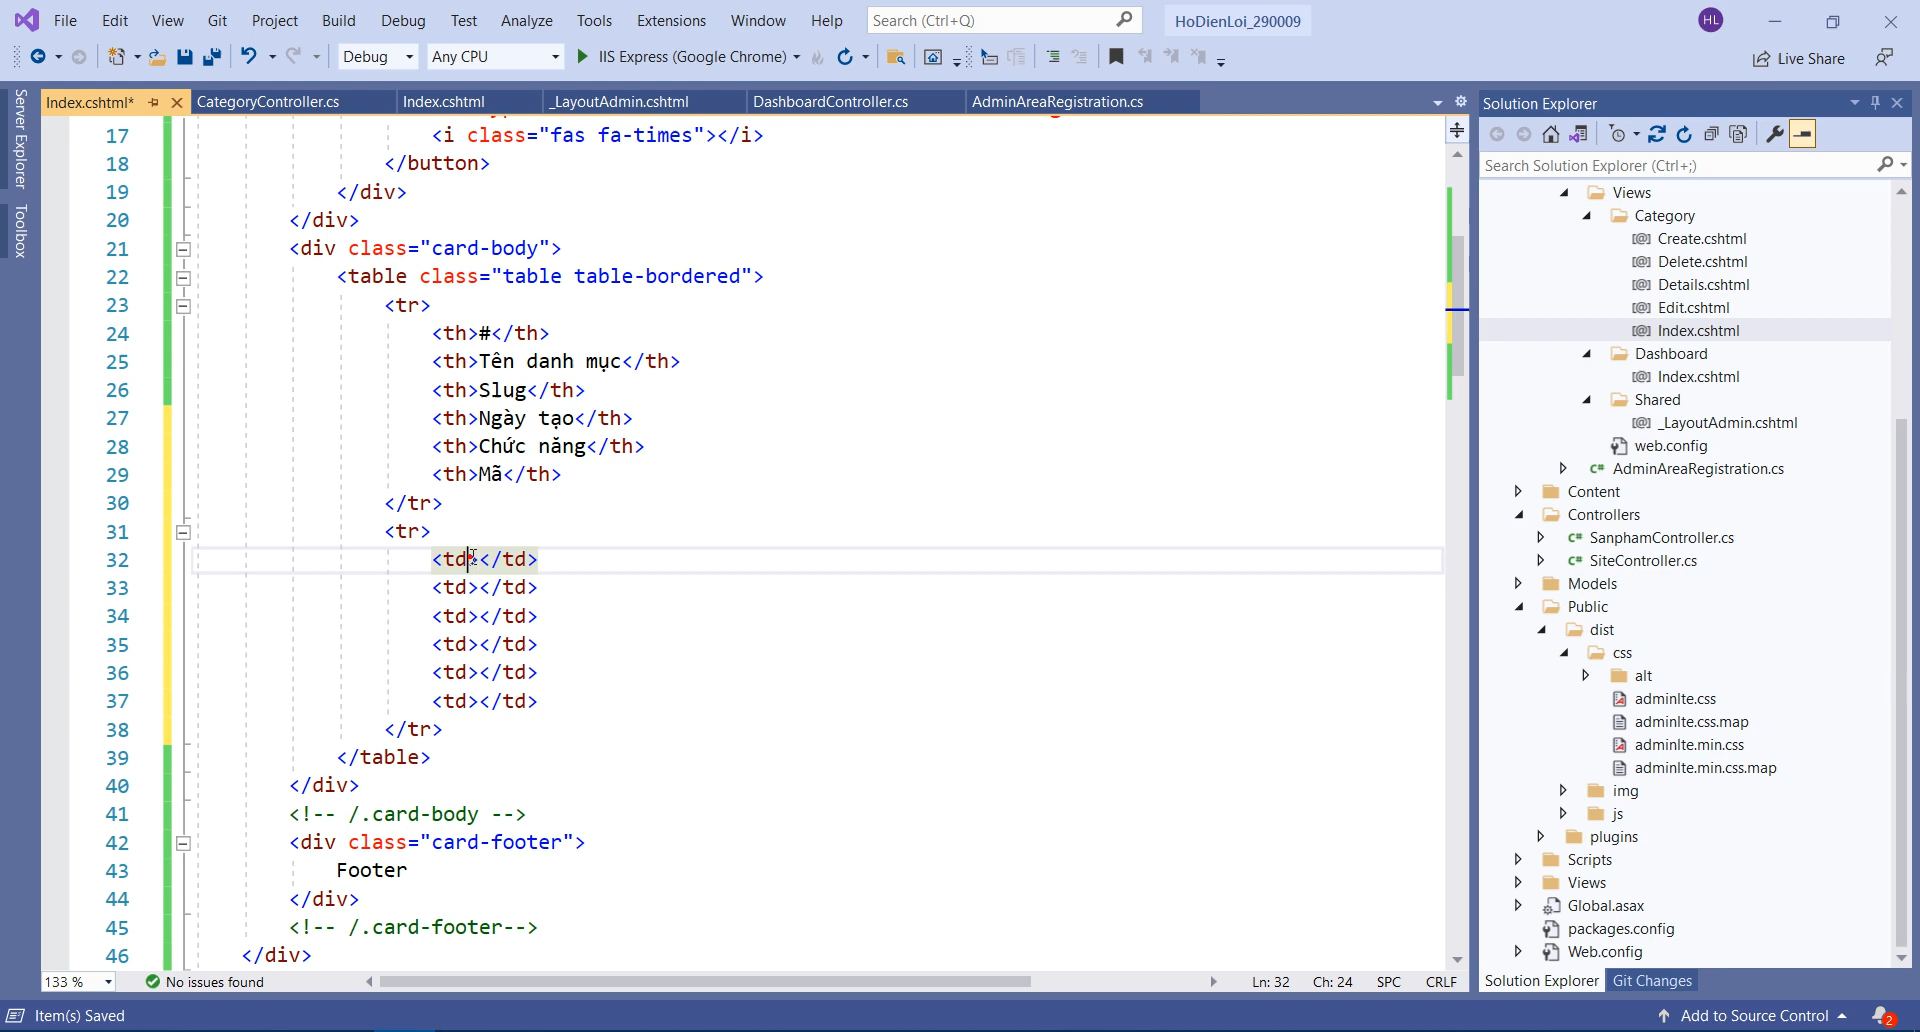 File Edit View Git Project Build Debug Test Analyze Tools Extensions Window Help Search (Ctrl+Q) HoDienLoi_290009 HL
Debug Any CPU IIS Express (Google Chrome) Live Share
Server Explorer
Toolbox
Index.cshtml* CategoryController.cs Index.cshtml _LayoutAdmin.cshtml DashboardController.cs AdminAreaRegistration.cs
17 <i class="fas fa-times"></i>
18 </button>
19 </div>
20 </div>
21 <div class="card-body">
22 <table class="table table-bordered">
23 <tr>
24 <th>#</th>
25 <th>Tên danh mục</th>
26 <th>Slug</th>
27 <th>Ngày tạo</th>
28 <th>Chức năng</th>
29 <th>Mã</th>
30 </tr>
31 <tr>
32 <td></td>
33 <td></td>
34 <td></td>
35 <td></td>
36 <td></td>
37 <td></td>
38 </tr>
39 </table>
40 </div>
41 <!-- /.card-body -->
42 <div class="card-footer">
43 Footer
44 </div>
45 <!-- /.card-footer-->
46 </div>
133 % No issues found Ln: 32 Ch: 24 SPC CRLF
Solution Explorer
Search Solution Explorer (Ctrl+;)
Views
Category
Create.cshtml
Delete.cshtml
Details.cshtml
Edit.cshtml
Index.cshtml
Dashboard
Index.cshtml
Shared
_LayoutAdmin.cshtml
web.config
C# AdminAreaRegistration.cs
Content
Controllers
C# SanphamController.cs
C# SiteController.cs
Models
Public
dist
css
alt
adminlte.css
adminlte.css.map
adminlte.min.css
adminlte.min.css.map
img
js
plugins
Scripts
Views
Global.asax
packages.config
Web.config
Solution Explorer Git Changes
Item(s) Saved Add to Source Control 2